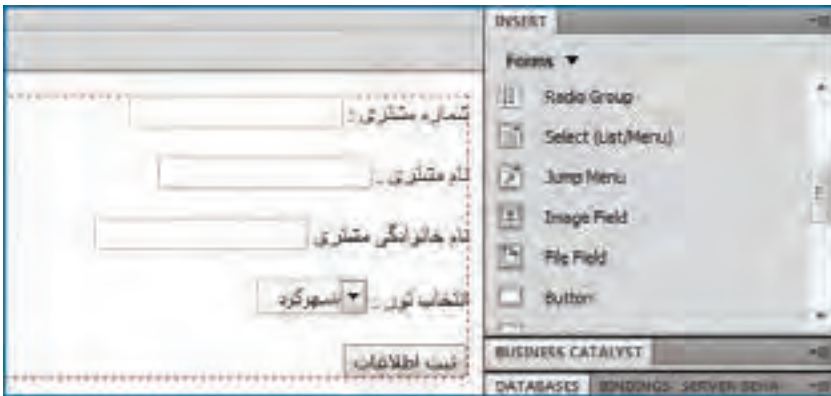 شماره مشتری :
نام مشتری :
نام خانوادگی مشتری
انتخاب تور : شهرکرد
ثبت اطلاعات
INSERT
Forms
Radio Group
Select (List/Menu)
Jump Menu
Image Field
File Field
Button
BUSINESS CATALYST
DATABASES BINDINGS SERVER BEHA